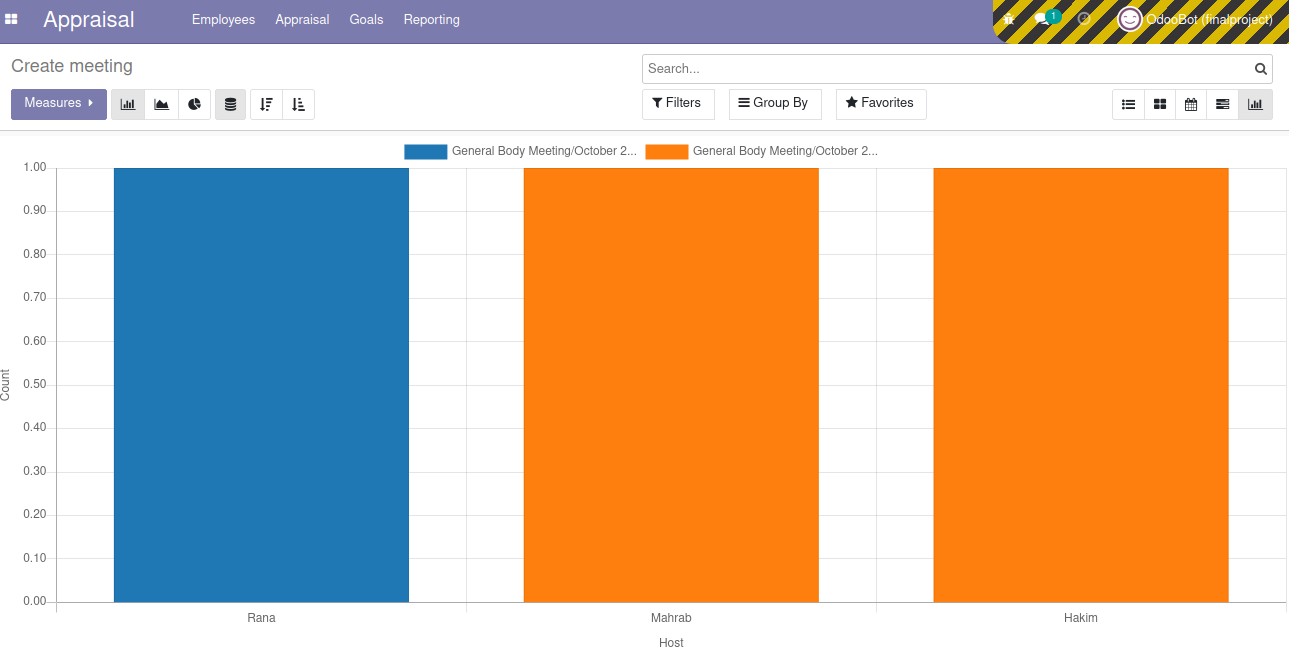 Appraisal Employees Appraisal Goals Reporting 1 OdooBot (finalproject)
Create meeting
Search...
Measures Filters Group By Favorites
General Body Meeting/October 2... General Body Meeting/October 2...
1.00
0.90
0.80
0.70
0.60
0.50
0.40
0.30
0.20
0.10
0.00
Count
Rana Mahrab Hakim
Host